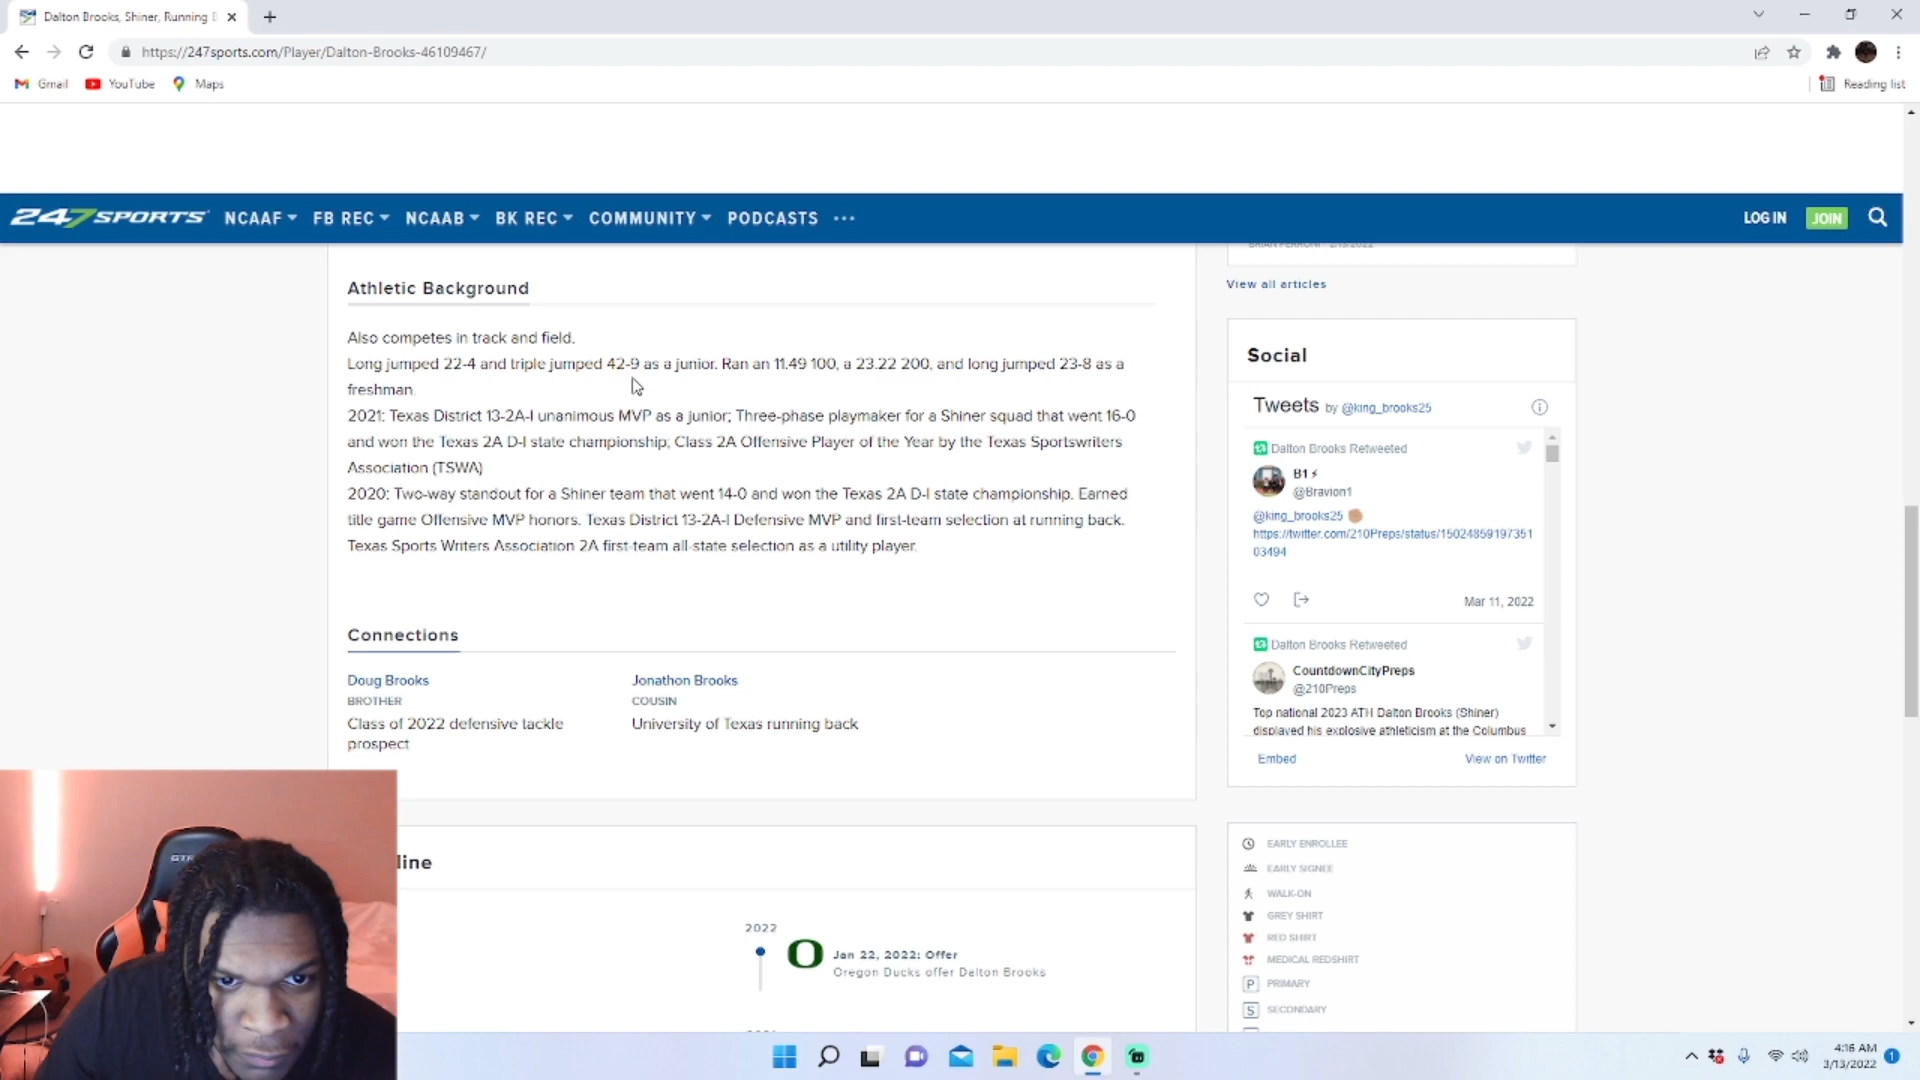 Dalton Brooks, Shiner, Running
https://247sports.com/Player/Dalton-Brooks-46109467/
Gmail YouTube Maps Reading list
247SPORTS NCAAF FB REC NCAAB BK REC COMMUNITY PODCASTS ••• LOG IN JOIN
Athletic Background
Also competes in track and field.
Long jumped 22-4 and triple jumped 42-9 as a junior. Ran an 11.49 100, a 23.22 200, and long jumped 23-8 as a
freshman.
2021: Texas District 13-2A-I unanimous MVP as a junior; Three-phase playmaker for a Shiner squad that went 16-0
and won the Texas 2A D-I state championship; Class 2A Offensive Player of the Year by the Texas Sportswriters
Association (TSWA)
2020: Two-way standout for a Shiner team that went 14-0 and won the Texas 2A D-I state championship. Earned
title game Offensive MVP honors. Texas District 13-2A-I Defensive MVP and first-team selection at running back.
Texas Sports Writers Association 2A first-team all-state selection as a utility player.
Connections
Doug Brooks
BROTHER
Class of 2022 defensive tackle
prospect
Jonathon Brooks
COUSIN
University of Texas running back
line
2022
Jan 22, 2022: Offer
Oregon Ducks offer Dalton Brooks
BRIAN PERRONI
View all articles
Social
Tweets by @king_brooks25
Dalton Brooks Retweeted
B1⚡
@Bravion1
@king_brooks25
https://twitter.com/210Preps/status/15024859197351
03494
Mar 11, 2022
Dalton Brooks Retweeted
CountdownCityPreps
@210Preps
Top national 2023 ATH Dalton Brooks (Shiner)
displayed his explosive athleticism at the Columbus
Embed View on Twitter
EARLY ENROLLEE
EARLY SIGNEE
WALK-ON
GREY SHIRT
RED SHIRT
MEDICAL REDSHIRT
P PRIMARY
S SECONDARY
4:16 AM
3/13/2022
1